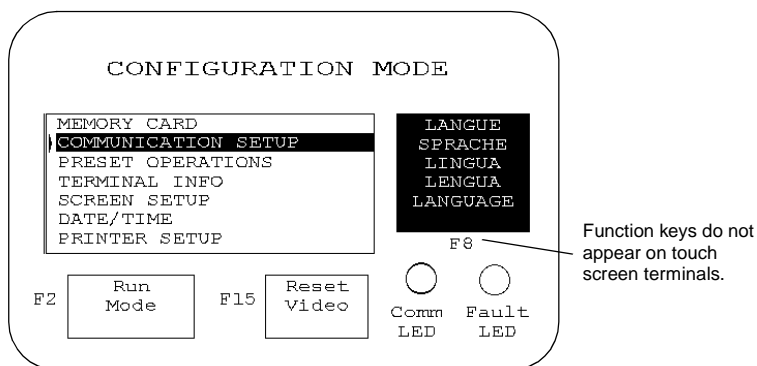 CONFIGURATION MODE
MEMORY CARD
COMMUNICATION SETUP
PRESET OPERATIONS
TERMINAL INFO
SCREEN SETUP
DATE/TIME
PRINTER SETUP
LANGUE
SPRACHE
LINGUA
LENGUA
LANGUAGE
F8
Function keys do not
appear on touch
screen terminals.
F2
Run
Mode
F15
Reset
Video
Comm
LED
Fault
LED